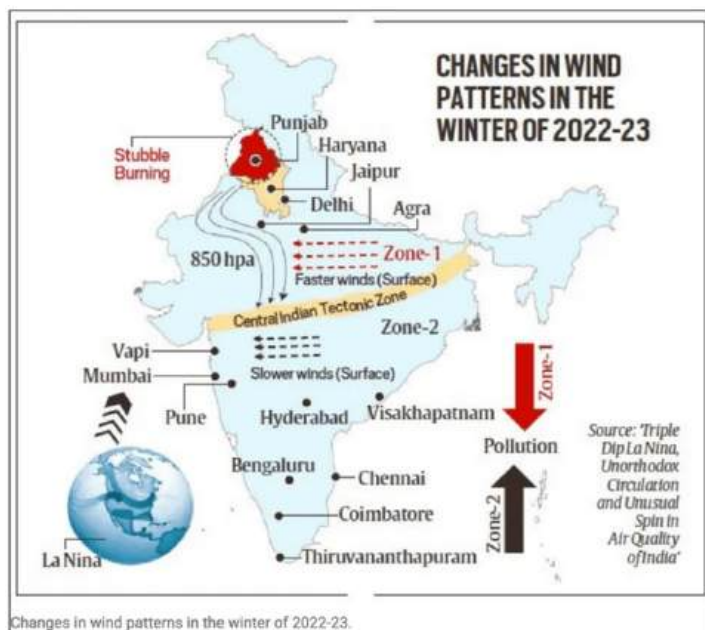 CHANGES IN WIND
PATTERNS IN THE
WINTER OF 2022-23
Punjab
Haryana
Stubble
Burning
Jaipur
Delhi
Agra
850 hpa
Zone-1
Faster winds (Surface)
Central Indian Tectonic Zone
Zone-2
Vapi
Slower winds (Surface)
Mumbai
Pune
Hyderabad
Visakhapatnam
Zone-1
Pollution
Zone-2
Source: 'Triple
Dip La Nina,
Unorthodox
Circulation
and Unusual
Spin in
Air Quality
of India'
Bengaluru
Chennai
Coimbatore
La Nina
Thiruvananthapuram
Changes in wind patterns in the winter of 2022-23.